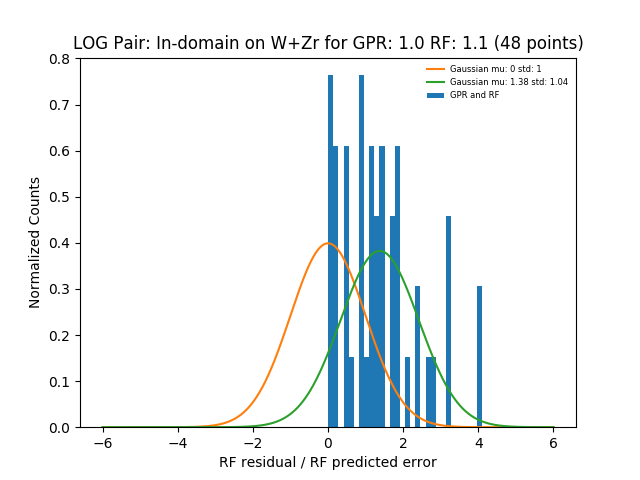 LOG Pair: In-domain on W+Zr for GPR: 1.0 RF: 1.1 (48 points)
Gaussian mu: 0 std: 1
Gaussian mu: 1.38 std: 1.04
GPR and RF
Normalized Counts
0.8
0.7
0.6
0.5
0.4
0.3
0.2
0.1
0.0
−6
−4
−2
0
2
4
6
RF residual / RF predicted error